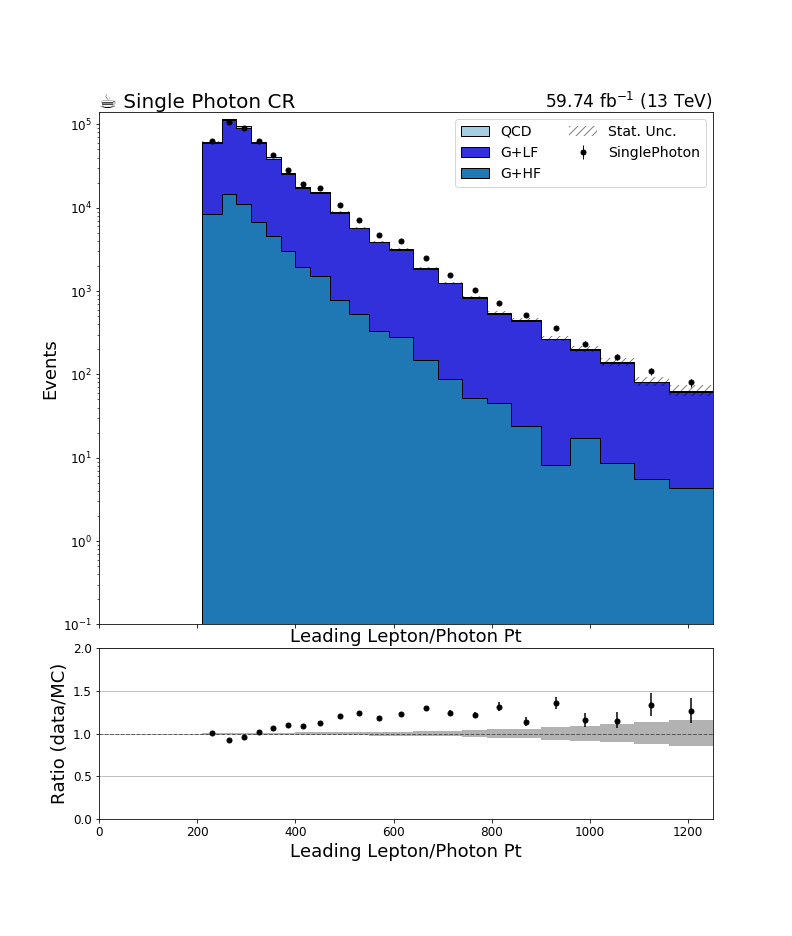 ☕ Single Photon CR
59.74 fb⁻¹ (13 TeV)
QCD
G+LF
G+HF
Stat. Unc.
SinglePhoton
Events
10⁵
10⁴
10³
10²
10¹
10⁰
10⁻¹
Leading Lepton/Photon Pt
Ratio (data/MC)
2.0
1.5
1.0
0.5
0.0
0 200 400 600 800 1000 1200
Leading Lepton/Photon Pt